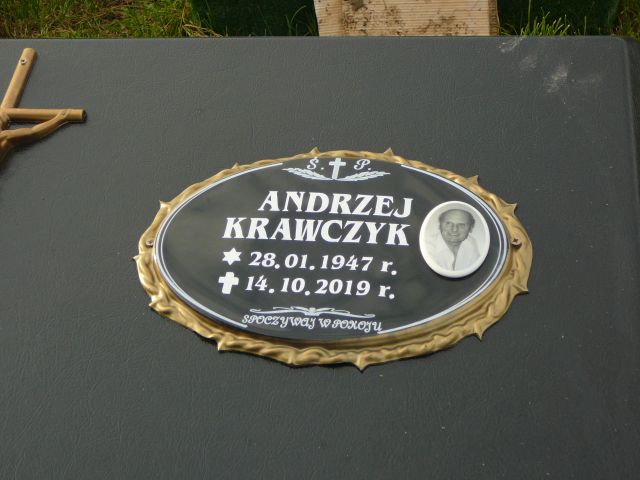 Ś. P.
ANDRZEJ
KRAWCZYK
28.01.1947 r.
14.10.2019 r.
SPOCZYWAJ W POKOJU